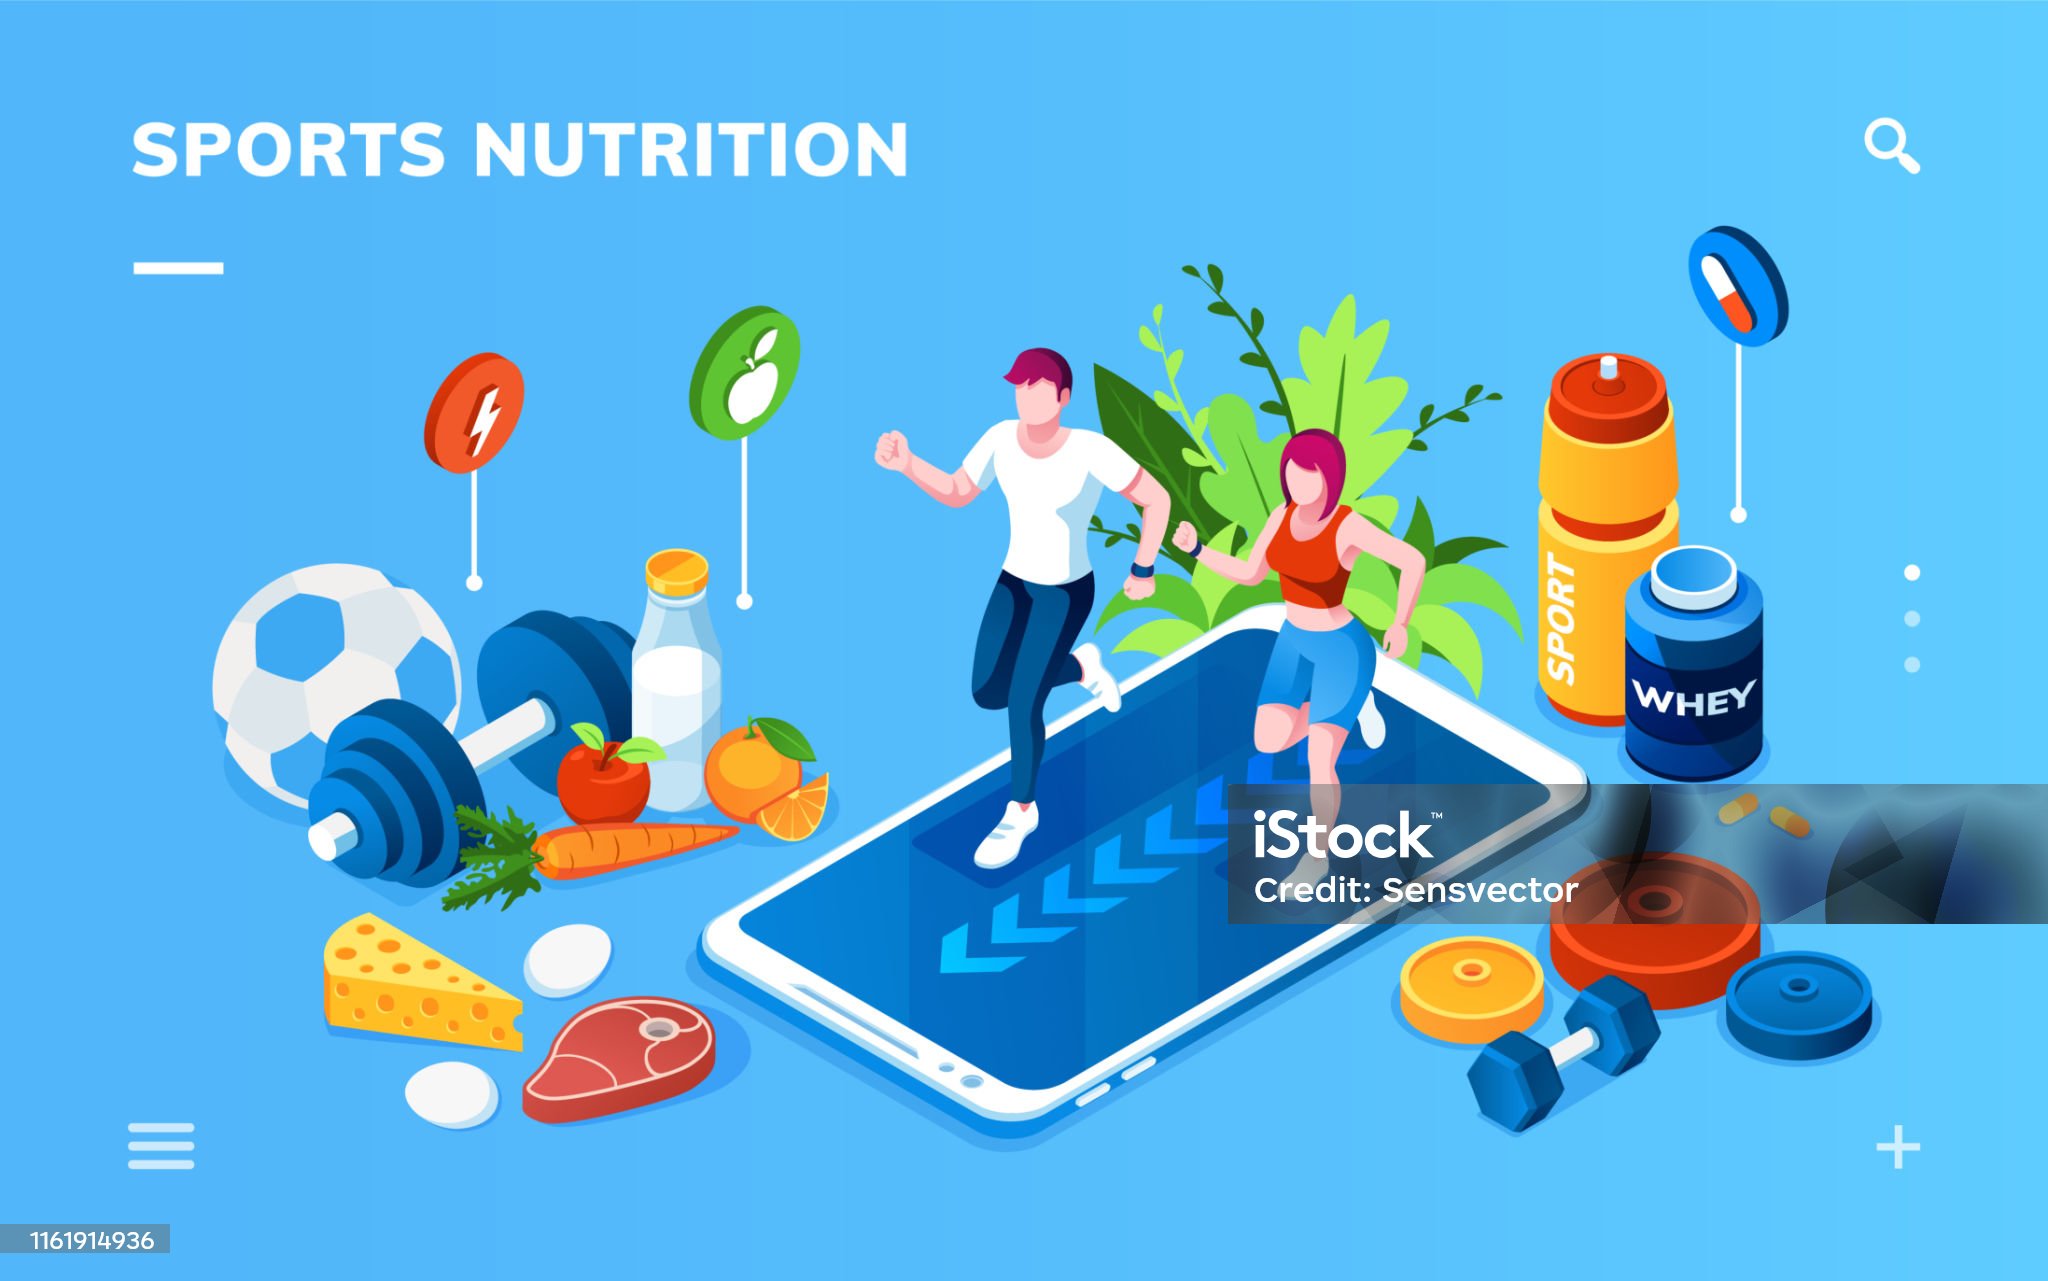 SPORTS NUTRITION
SPORT
WHEY
iStock™
Credit: Sensvector
1161914936